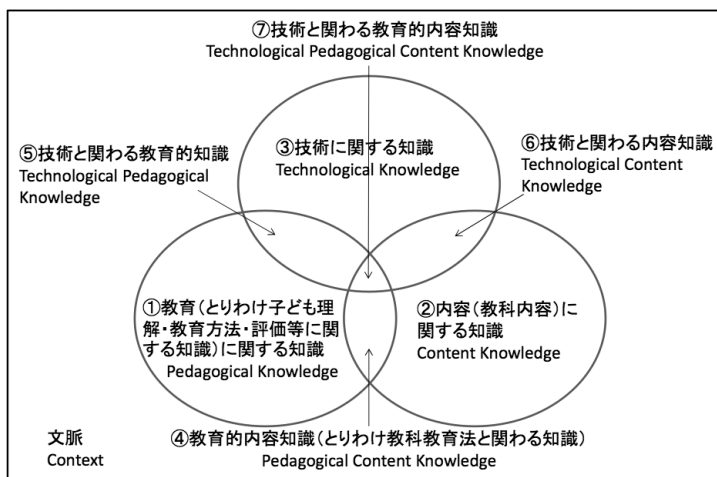 ⑦技術と関わる教育的内容知識
Technological Pedagogical Content Knowledge
⑤技術と関わる教育的知識
Technological Pedagogical
Knowledge
③技術に関する知識
Technological Knowledge
⑥技術と関わる内容知識
Technological Content
Knowledge
①教育(とりわけ子ども理
解・教育方法・評価等に関
する知識)に関する知識
Pedagogical Knowledge
②内容(教科内容)に
関する知識
Content Knowledge
文脈
Context
④教育的内容知識(とりわけ教科教育法と関わる知識)
Pedagogical Content Knowledge